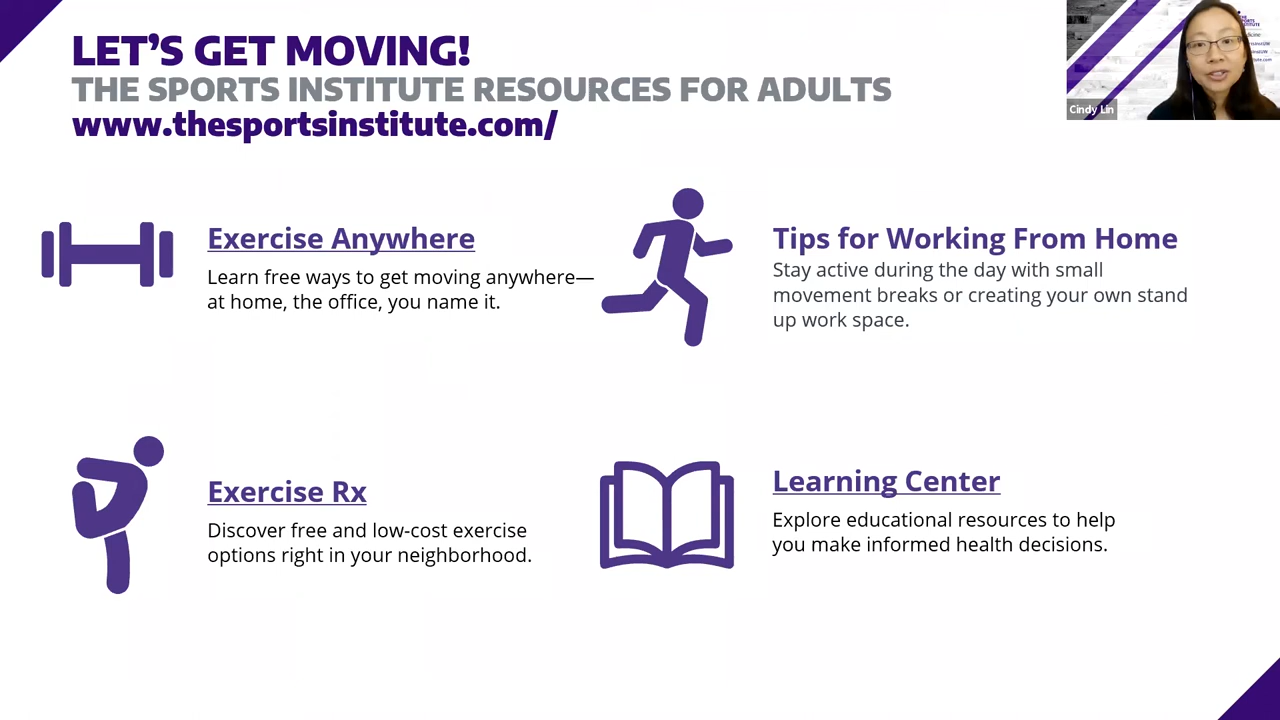 LET'S GET MOVING!
THE SPORTS INSTITUTE RESOURCES FOR ADULTS
www.thesportsinstitute.com/
Cindy Lin
Exercise Anywhere
Learn free ways to get moving anywhere—
at home, the office, you name it.
Tips for Working From Home
Stay active during the day with small
movement breaks or creating your own stand
up work space.
Exercise Rx
Discover free and low-cost exercise
options right in your neighborhood.
Learning Center
Explore educational resources to help
you make informed health decisions.